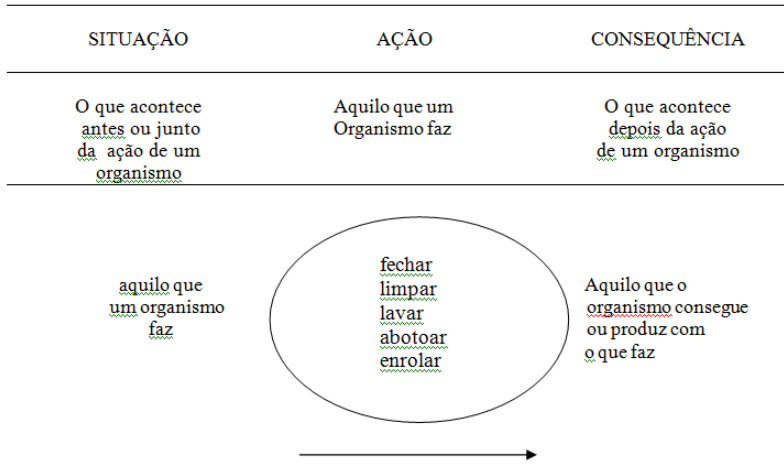 SITUAÇÃO
AÇÃO
CONSEQUÊNCIA
O que acontece
antes ou junto
da ação de um
organismo
Aquilo que um
Organismo faz
O que acontece
depois da ação
de um organismo
aquilo que
um organismo
faz
fechar
limpar
lavar
abotoar
enrolar
Aquilo que o
organismo consegue
ou produz com
o que faz